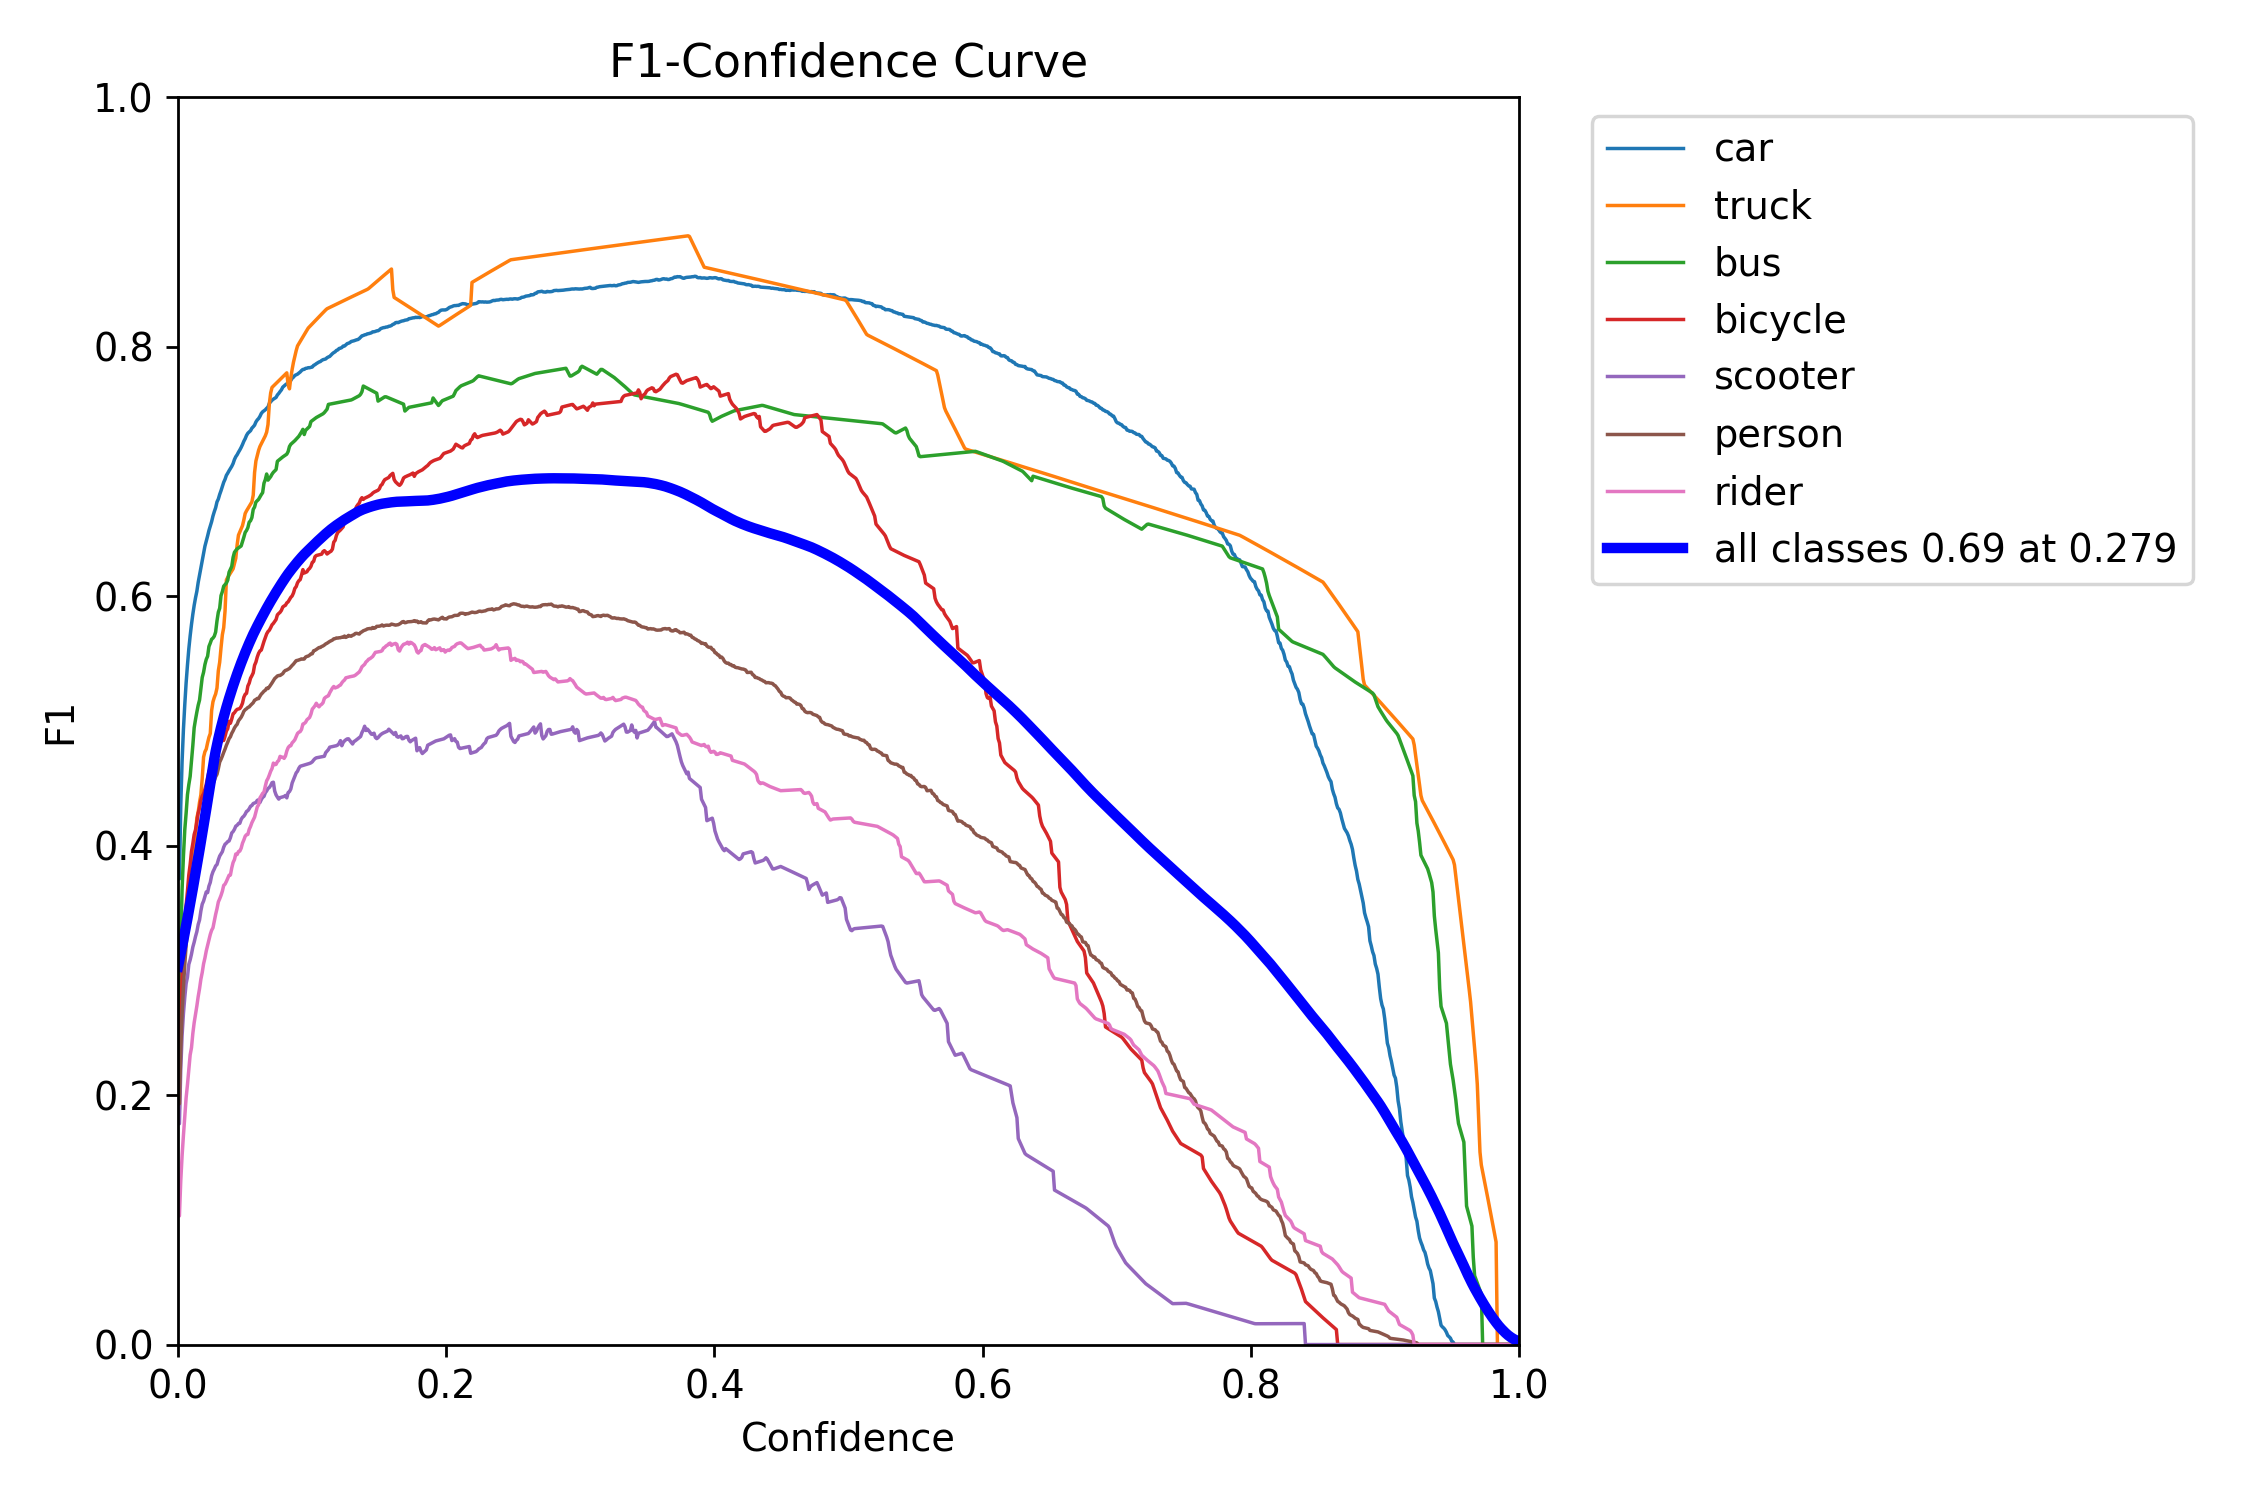 F1-Confidence Curve
1.0
0.8
0.6
0.4
0.2
0.0
F1
0.0 0.2 0.4 0.6 0.8 1.0
Confidence
car
truck
bus
bicycle
scooter
person
rider
all classes 0.69 at 0.279